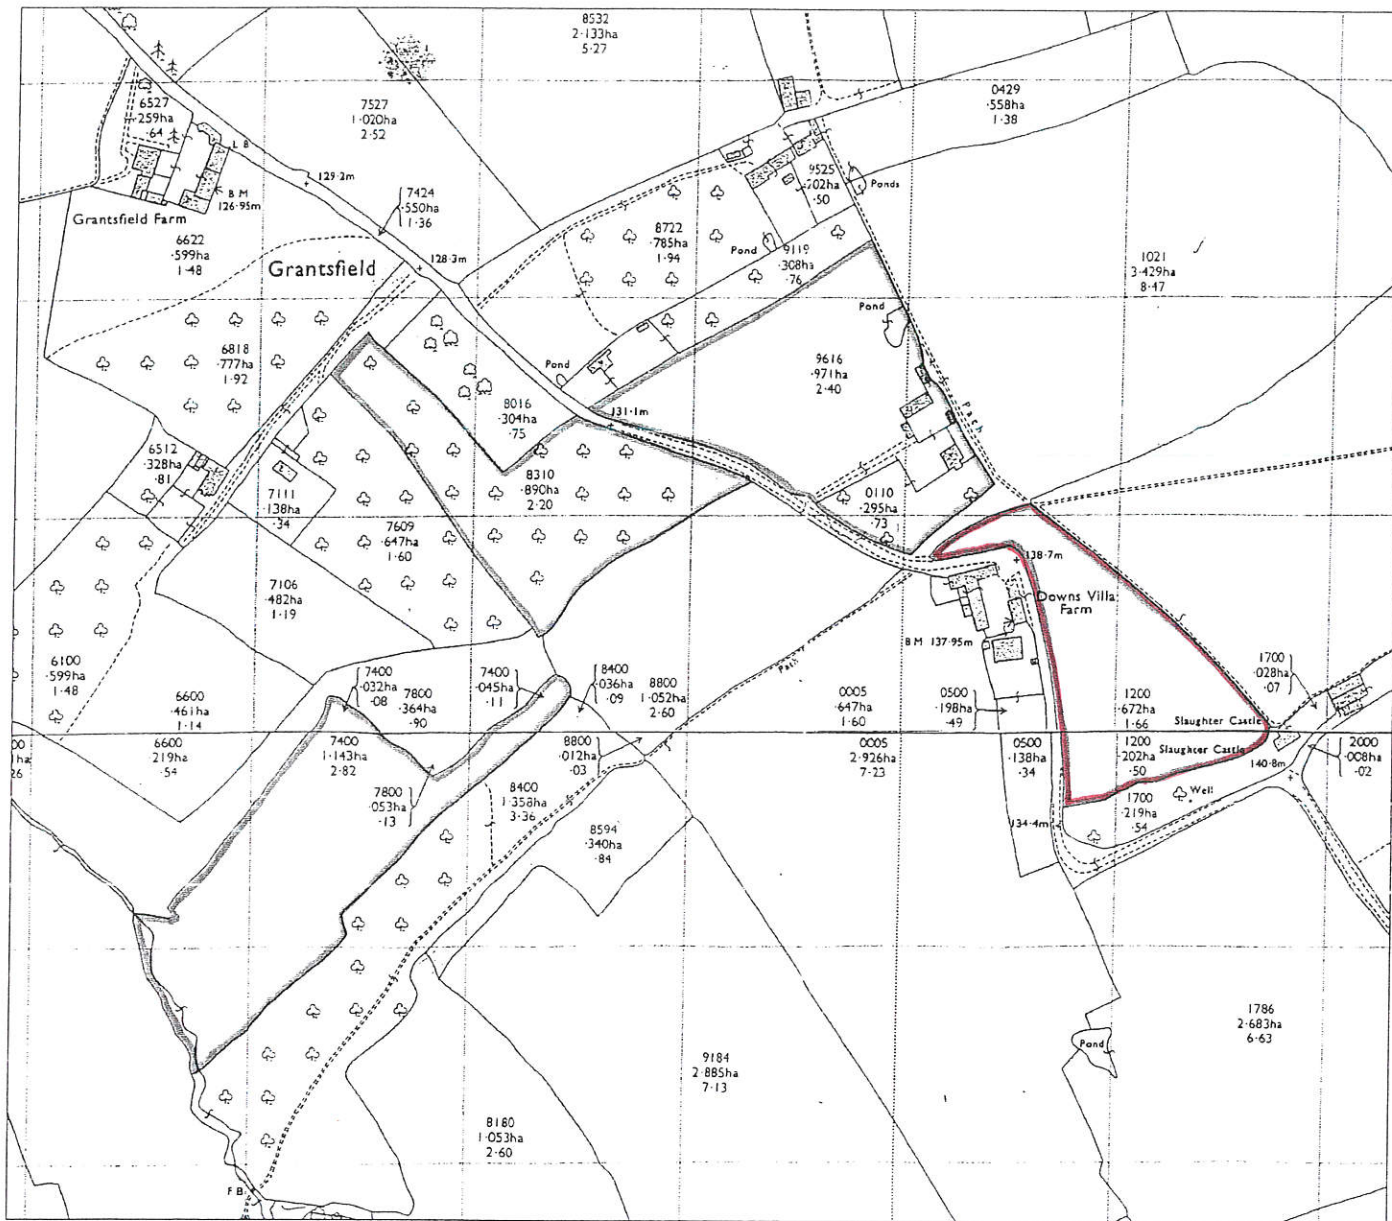 8532
2·133ha
5·27
6527
·259ha
·64
L B
B M
126·95m
Grantsfield Farm
7527
1·020ha
2·52
129·2m
7424
·550ha
1·36
0429
·558ha
1·38
9525
·202ha
·50
Ponds
6622
·599ha
1·48
Grantsfield
128·3m
8722
·785ha
1·94
Pond
9119
·308ha
·76
1021
3·429ha
8·47
Pond
6818
·777ha
1·92
Pond
9616
·971ha
2·40
8016
·304ha
·75
131·1m
Path
6512
·328ha
·81
7111
·138ha
·34
7609
·647ha
1·60
8310
·890ha
2·20
0110
·295ha
·73
7106
·482ha
1·19
138·7m
Downs Villa
Farm
B M 137·95m
Path
6100
·599ha
1·48
6600
·461ha
1·14
7400
·032ha
·08
7800
·364ha
·90
7400
·045ha
·11
8400
·036ha
·09
8800
1·052ha
2·60
0005
·647ha
1·60
0500
·198ha
·49
1200
·672ha
1·66
1700
·028ha
·07
Slaughter Castle
6600
·219ha
·54
7400
1·143ha
2·82
7800
·053ha
·13
8400
1·358ha
3·36
8800
·012ha
·03
8594
·340ha
·84
0005
2·926ha
7·23
0500
·138ha
·34
1200
·202ha
·50
Slaughter Castle
140·8m
2000
·008ha
·02
Well
1700
·219ha
·54
134·4m
1786
2·683ha
6·63
Pond
9184
2·885ha
7·13
8180
1·053ha
2·60
F B